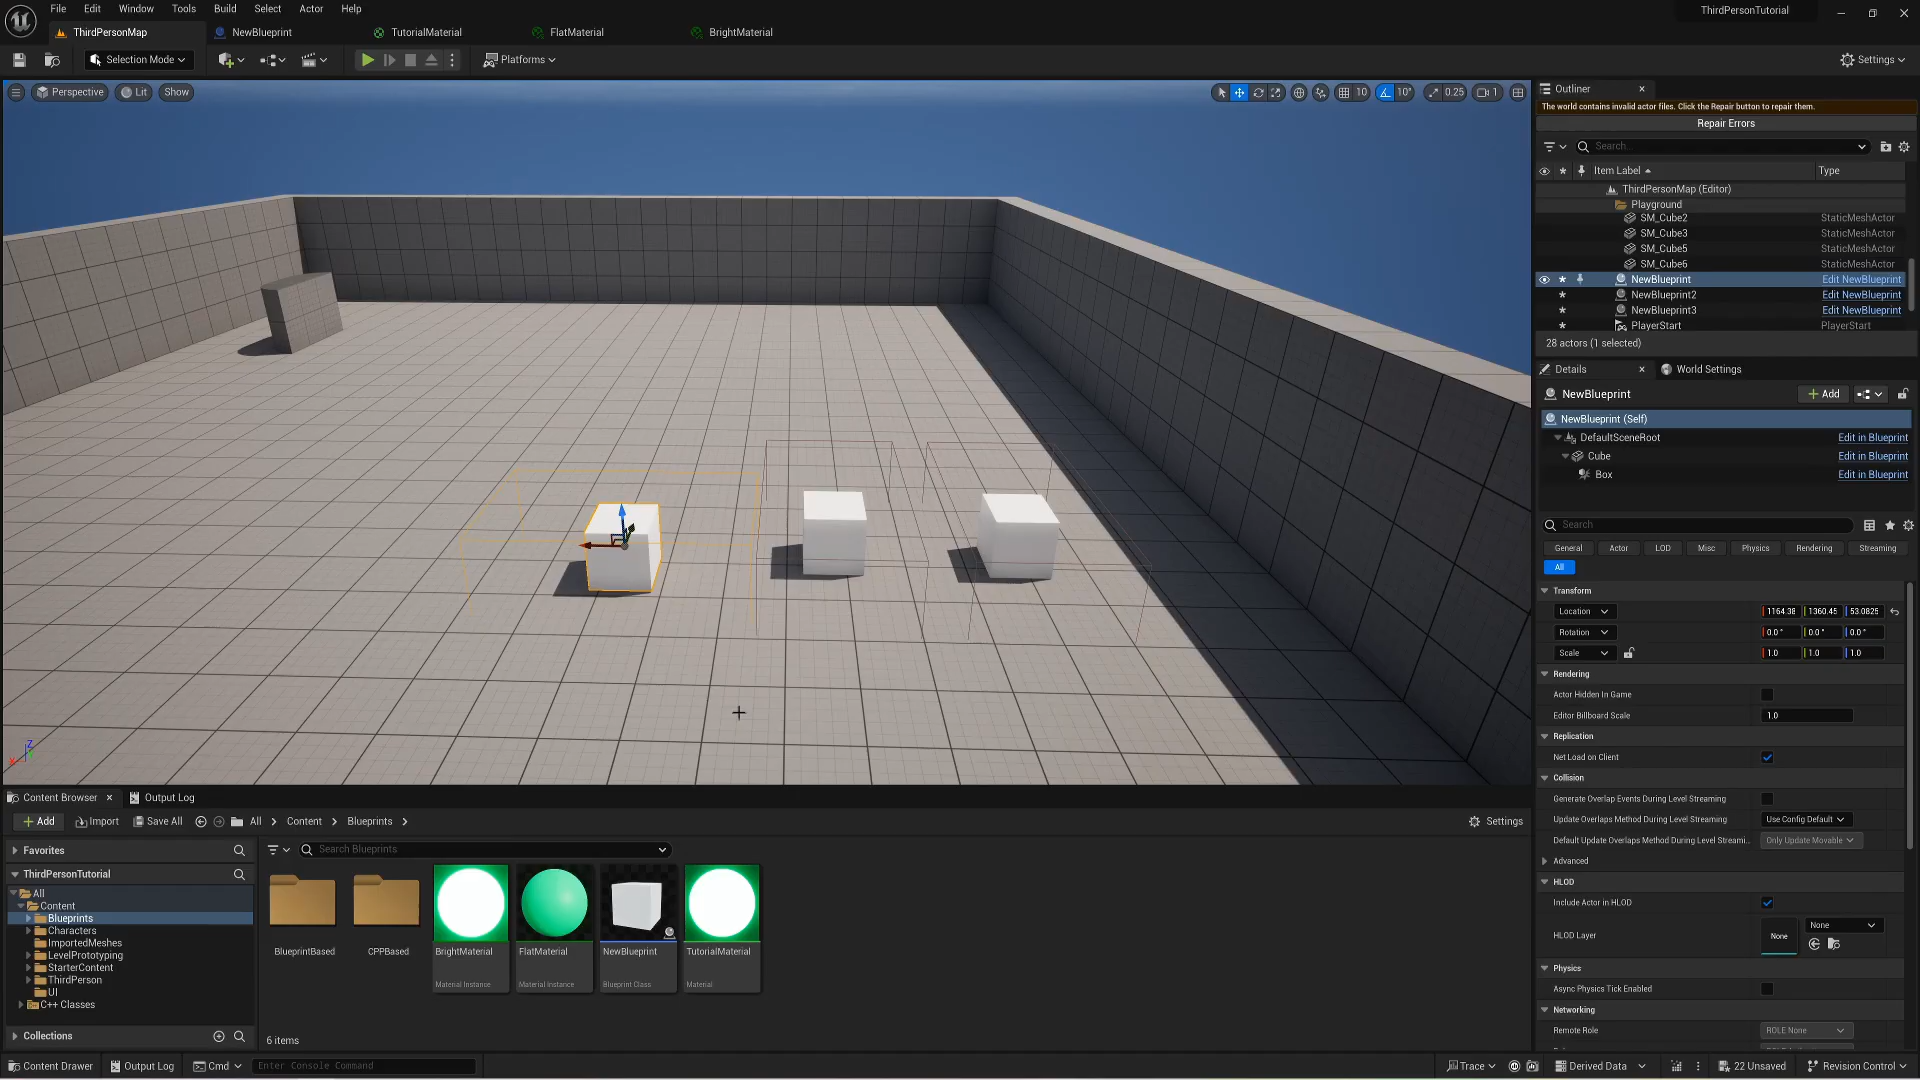 File Edit Window Tools Build Select Actor Help
ThirdPersonTutorial
ThirdPersonMap NewBlueprint TutorialMaterial FlatMaterial BrightMaterial
Selection Mode Platforms Settings
Perspective Lit Show 10 10° 0.25 1
Outliner
The world contains invalid actor files. Click the Repair button to repair them.
Repair Errors
Search...
Item Label Type
ThirdPersonMap (Editor)
Playground
SM_Cube2 StaticMeshActor
SM_Cube3 StaticMeshActor
SM_Cube5 StaticMeshActor
SM_Cube6 StaticMeshActor
NewBlueprint Edit NewBlueprint
NewBlueprint2 Edit NewBlueprint
NewBlueprint3 Edit NewBlueprint
PlayerStart PlayerStart
28 actors (1 selected)
Details World Settings
NewBlueprint Add
NewBlueprint (Self)
DefaultSceneRoot Edit in Blueprint
Cube Edit in Blueprint
Box Edit in Blueprint
Search
General Actor LOD Misc Physics Rendering Streaming
All
Transform
Location 1164.38 1360.45 53.0825
Rotation 0.0° 0.0° 0.0°
Scale 1.0 1.0 1.0
Rendering
Actor Hidden In Game
Editor Billboard Scale 1.0
Replication
Net Load on Client
Collision
Generate Overlap Events During Level Streaming
Update Overlaps Method During Level Streaming Use Config Default
Default Update Overlaps Method During Level Streami... Only Update Movable
Advanced
HLOD
Include Actor in HLOD
HLOD Layer None None
Physics
Async Physics Tick Enabled
Networking
Remote Role ROLE None
Z
X
Content Browser Output Log
Add Import Save All All Content Blueprints Settings
Favorites
Search Blueprints
ThirdPersonTutorial
All
Content
Blueprints
Characters
ImportedMeshes
LevelPrototyping
StarterContent
ThirdPerson
UI
C++ Classes
Collections
BlueprintBased CPPBased BrightMaterial FlatMaterial NewBlueprint TutorialMaterial
Material Instance Material Instance Blueprint Class Material
6 items
Content Drawer Output Log Cmd Enter Console Command Trace Derived Data 22 Unsaved Revision Control